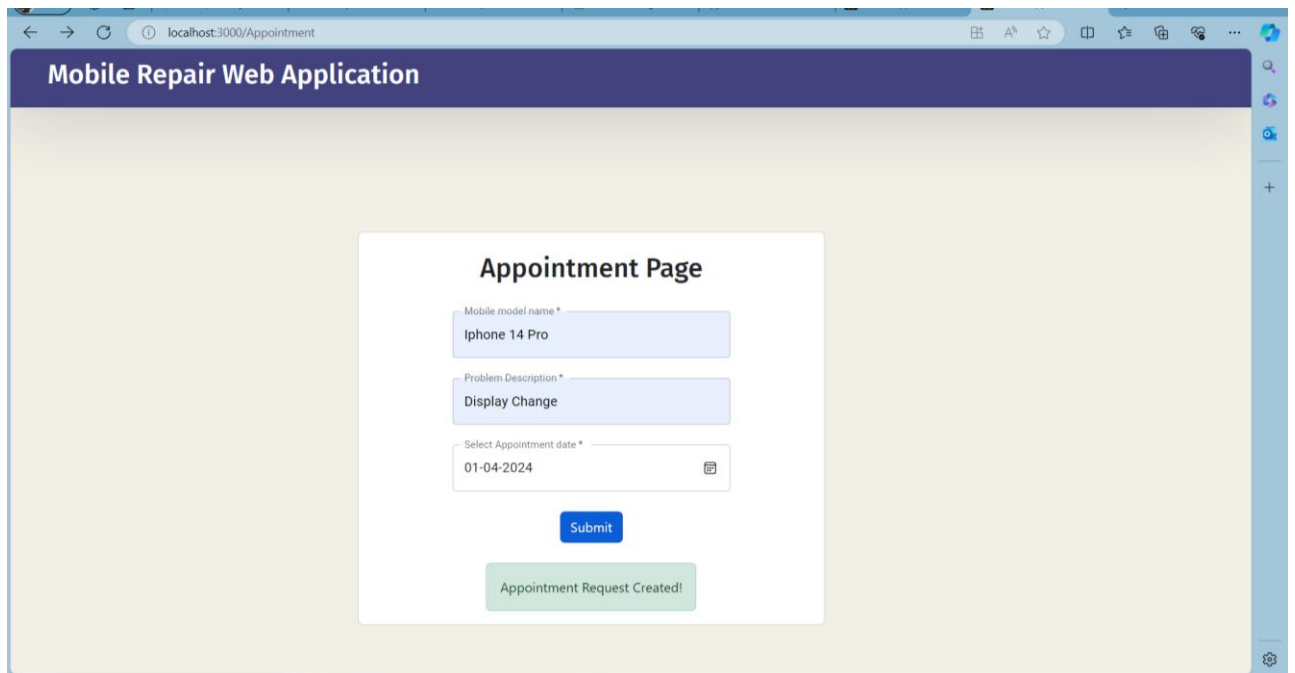 localhost:3000/Appointment
Mobile Repair Web Application
Appointment Page
Mobile model name *
Iphone 14 Pro
Problem Description *
Display Change
Select Appointment date *
01-04-2024
Submit
Appointment Request Created!